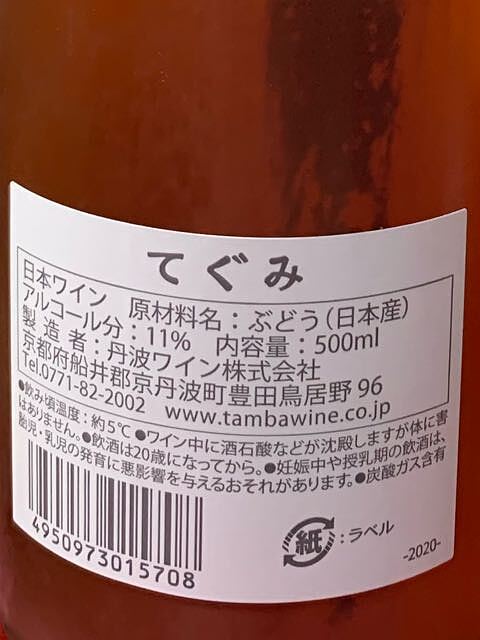 てぐみ
日本ワイン　原材料名：ぶどう（日本産）
アルコール分：11%　内容量：500ml
製 造 者：丹波ワイン株式会社
京都府船井郡京丹波町豊田鳥居野 96
Tel.0771-82-2002　www.tambawine.co.jp
●飲み頃温度：約5℃ ●ワイン中に酒石酸などが沈殿しますが体に害
はありません。●飲酒は20歳になってから。●妊娠中や授乳期の飲酒は、
胎児・乳児の発育に悪影響を与えるおそれがあります。●炭酸ガス含有
4950973015708
紙：ラベル
-2020-